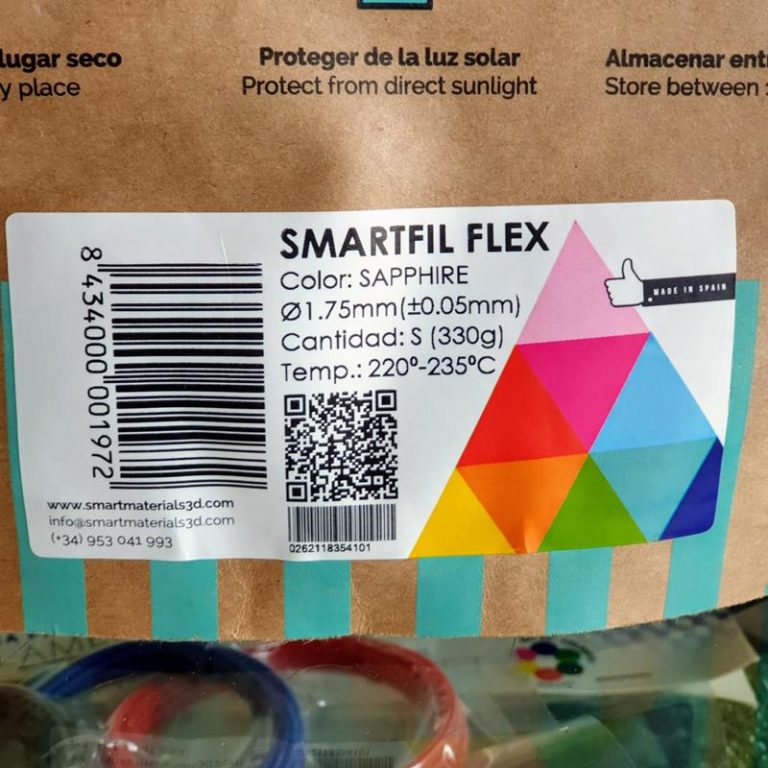 lugar seco
y place
Proteger de la luz solar
Protect from direct sunlight
Almacenar
Store between
SMARTFIL FLEX
Color: SAPPHIRE
Ø1.75mm(±0.05mm)
Cantidad: S (330g)
Temp.: 220º-235ºC
MADE IN SPAIN
8 434000 001972
www.smartmaterials3d.com
info@smartmaterials3d.com
(+34) 953 041 993
0262118354101